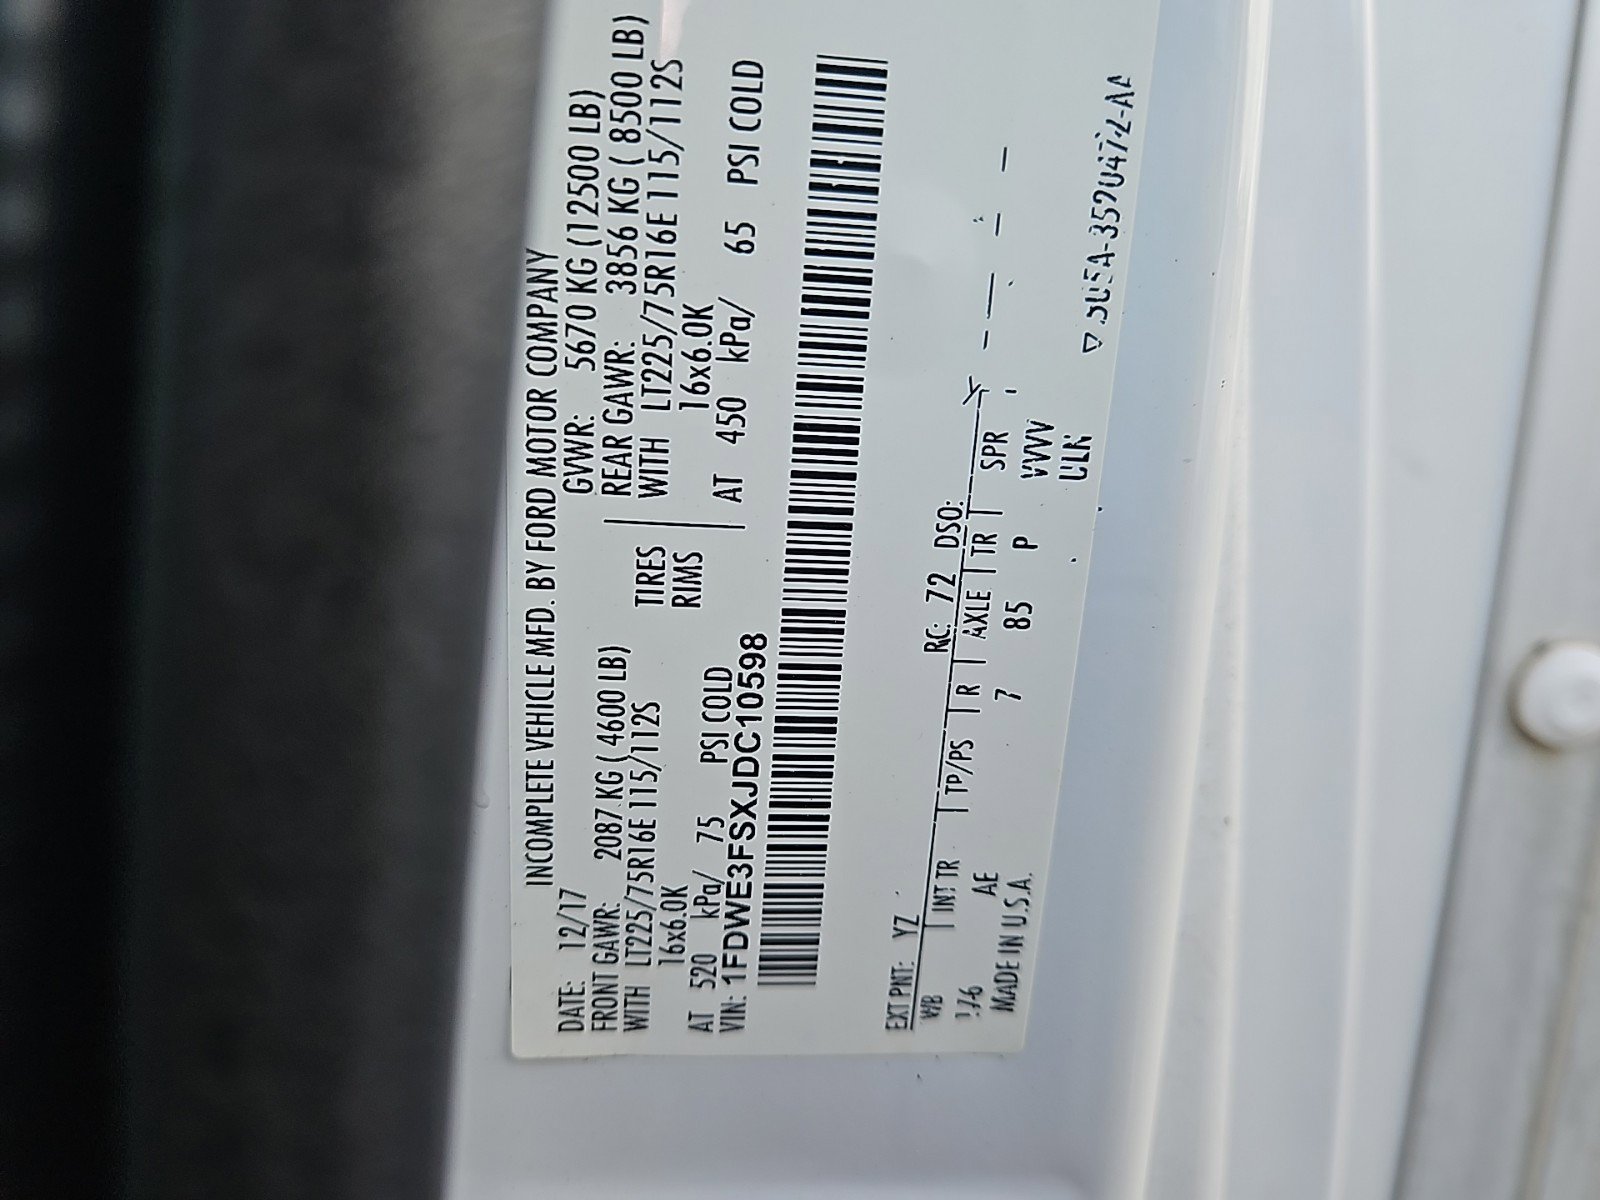 INCOMPLETE VEHICLE MFD. BY FORD MOTOR COMPANY
DATE: 12/17 GVWR: 5670 KG (12500 LB)
FRONT GAWR: 2087 KG ( 4600 LB) REAR GAWR: 3856 KG ( 8500 LB)
WITH LT225/75R16E 115/112S TIRES WITH LT225/75R16E 115/112S
16x6.0K RIMS 16x6.0K
AT 520 kPa/ 75 PSI COLD AT 450 kPa/ 65 PSI COLD
VIN: 1FDWE3FSXJDC10598
EXT PNT: YZ RC: 72 DSO:
WB INT TR TP/PS R AXLE TR SPR
AE 7 85 P VVVV
MADE IN U.S.A.